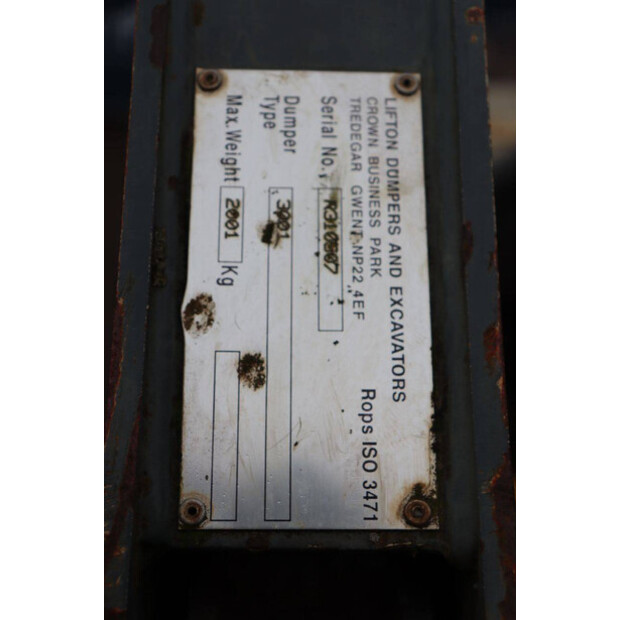 LIFTON DUMPERS AND EXCAVATORS
CROWN BUSINESS PARK
TREDEGAR GWENT NP22 4EF
Rops ISO 3471
Serial No. R310807
Dumper Type 3001
Max. Weight 2001 Kg